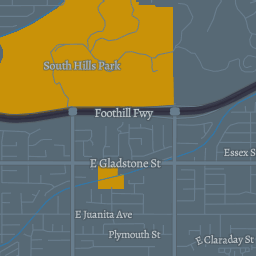 South Hills Park
Foothill Fwy
Essex S
E Gladstone St
E Juanita Ave
Plymouth St
E Claraday St